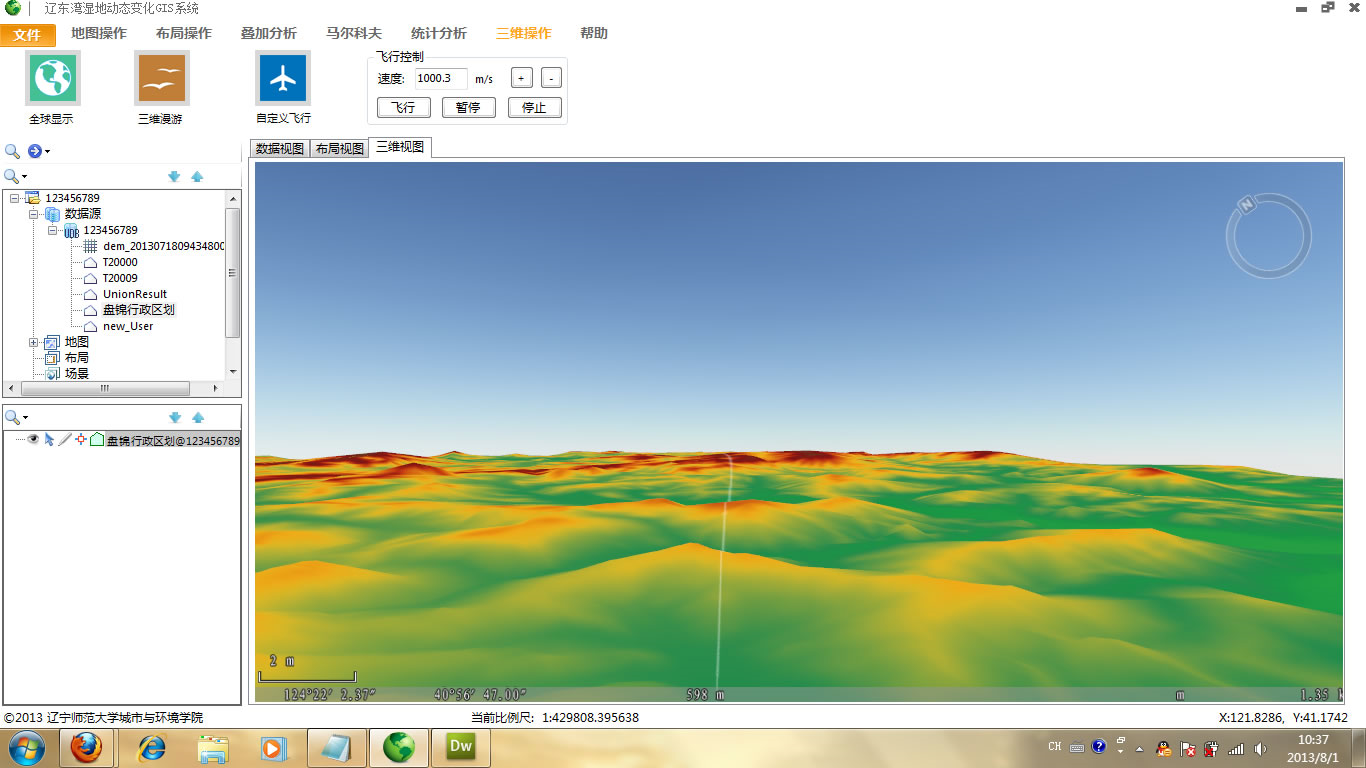 辽东湾湿地动态变化GIS系统
文件 地图操作 布局操作 叠加分析 马尔科夫 统计分析 三维操作 帮助
飞行控制
速度: 1000.3 m/s + -
飞行 暂停 停止
全球显示 三维漫游 自定义飞行
数据视图 布局视图 三维视图
123456789
数据源
UDB 123456789
dem_2013071809434800
T20000
T20009
UnionResult
盘锦行政区划
new_User
地图
布局
场景
盘锦行政区划@123456789
N
2 m
124°22′ 2.37″ 40°56′ 47.00″ 598 m m 1.35 k
©2013 辽宁师范大学城市与环境学院 当前比例尺: 1:429808.395638 X:121.8286, Y:41.1742
Dw CH 10:37
2013/8/1